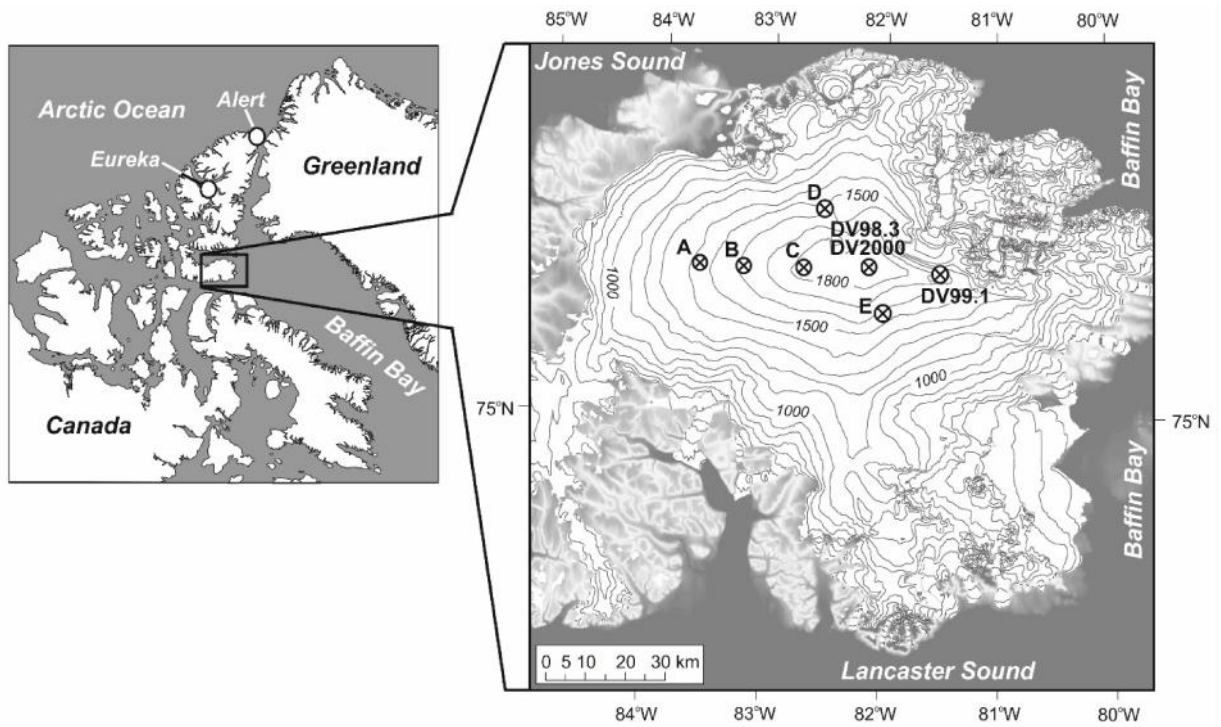 85°W 84°W 83°W 82°W 81°W 80°W
Arctic Ocean
Alert
Eureka
Greenland
Baffin Bay
Canada
Jones Sound
Baffin Bay
D
1500
DV98.3
DV2000
A
B
C
1800
DV99.1
E
1000
1500
1000
1000
75°N
75°N
Baffin Bay
0 5 10 20 30 km
Lancaster Sound
84°W 83°W 82°W 81°W 80°W